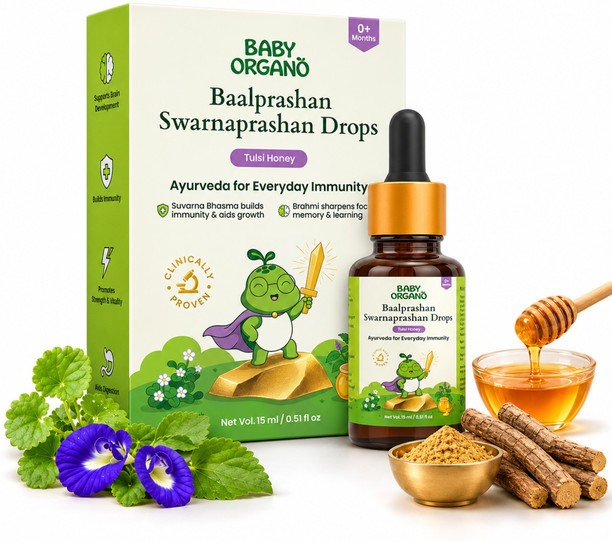 0+
Months
BABY
ORGANO
Baalprashan
Swarnaprashan Drops
Tulsi Honey
Ayurveda for Everyday Immunity
Suvarna Bhasma builds
immunity & aids growth
Brahmi sharpens foc
memory & learning
CLINICALLY
PROVEN
Net Vol. 15 ml / 0.51 fl oz
Supports Brain
Development
Builds Immunity
Promotes
Strength & Vitality
Aids Digestion
BABY
ORGANO
Baalprashan
Swarnaprashan Drops
Tulsi Honey
Ayurveda for Everyday Immunity
Net Vol. 15 ml / 0.51 fl oz